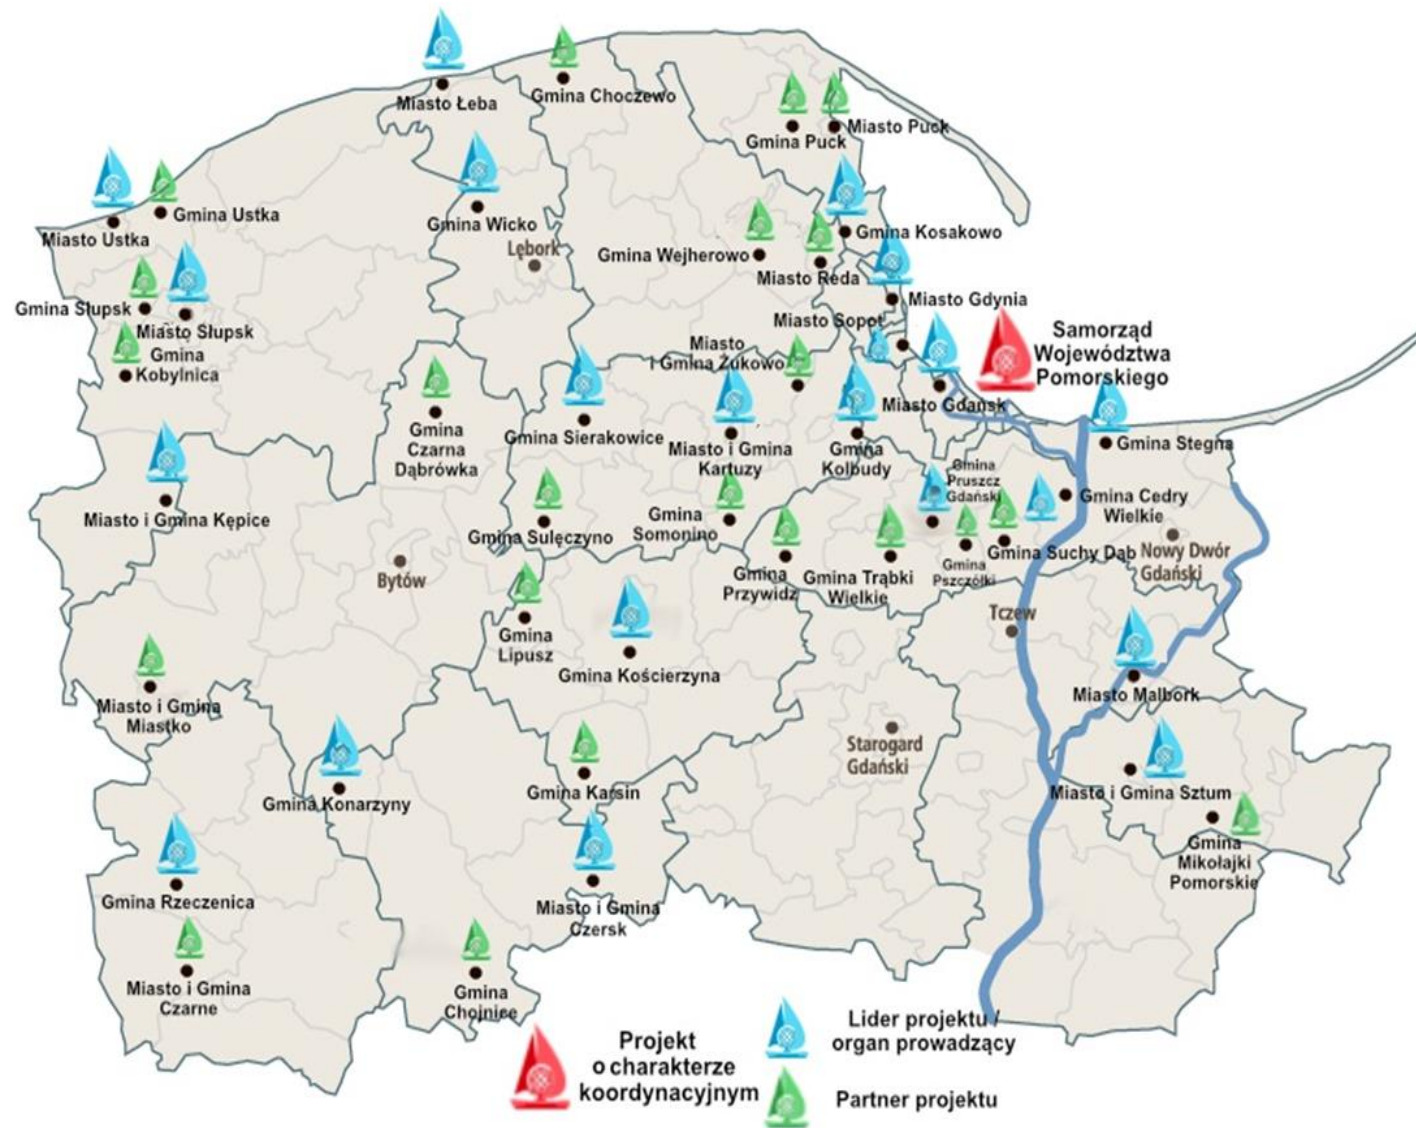 Miasto Łeba
Gmina Choczewo
Gmina Puck
Miasto Puck
Gmina Ustka
Miasto Ustka
Gmina Wicko
Lębork
Gmina Wejherowo
Gmina Kosakowo
Miasto Reda
Gmina Słupsk
Miasto Słupsk
Miasto Gdynia
Miasto Sopot
Gmina
Kobylnica
Miasto
i Gmina Żukowo
Samorząd
Województwa
Pomorskiego
Miasto Gdańsk
Gmina
Czarna
Dąbrówka
Gmina Sierakowice
Miasto i Gmina
Kartuzy
Gmina
Kolbudy
Gmina Stegna
Gmina
Pruszcz
Gdański
Gmina Cedry
Wielkie
Miasto i Gmina Kępice
Gmina Sulęczyno
Gmina
Somonino
Gmina Suchy Dąb
Nowy Dwór
Gdański
Gmina
Pszczółki
Gmina
Przywidz
Gmina Trąbki
Wielkie
Bytów
Tczew
Gmina
Lipusz
Gmina Kościerzyna
Miasto Malbork
Miasto i Gmina
Miastko
Starogard
Gdański
Gmina Konarzyny
Gmina Karsin
Miasto i Gmina Sztum
Gmina
Mikołajki
Pomorskie
Gmina Rzeczenica
Miasto i Gmina
Czersk
Miasto i Gmina
Czarne
Gmina
Chojnice
Projekt
o charakterze
koordynacyjnym
Lider projektu /
organ prowadzący
Partner projektu